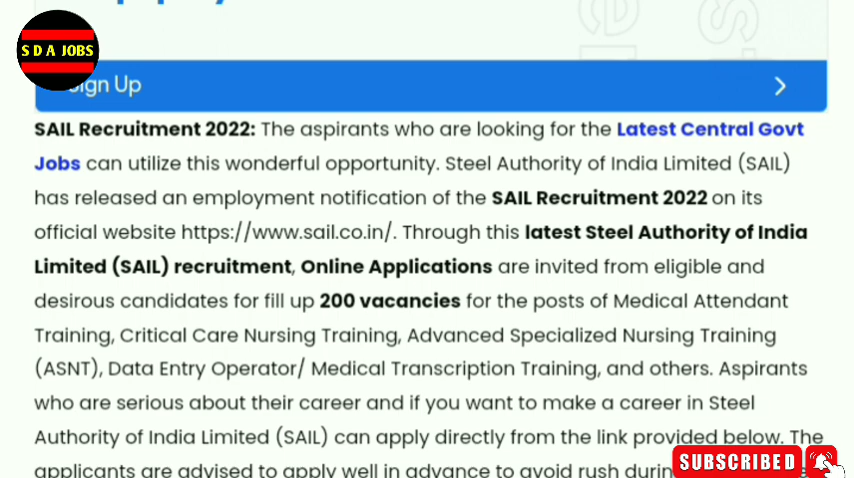 S D A JOBS
Sign Up
SAIL Recruitment 2022: The aspirants who are looking for the Latest Central Govt
Jobs can utilize this wonderful opportunity. Steel Authority of India Limited (SAIL)
has released an employment notification of the SAIL Recruitment 2022 on its
official website https://www.sail.co.in/. Through this latest Steel Authority of India
Limited (SAIL) recruitment, Online Applications are invited from eligible and
desirous candidates for fill up 200 vacancies for the posts of Medical Attendant
Training, Critical Care Nursing Training, Advanced Specialized Nursing Training
(ASNT), Data Entry Operator/ Medical Transcription Training, and others. Aspirants
who are serious about their career and if you want to make a career in Steel
Authority of India Limited (SAIL) can apply directly from the link provided below. The
applicants are advised to apply well in advance to avoid rush
SUBSCRIBED